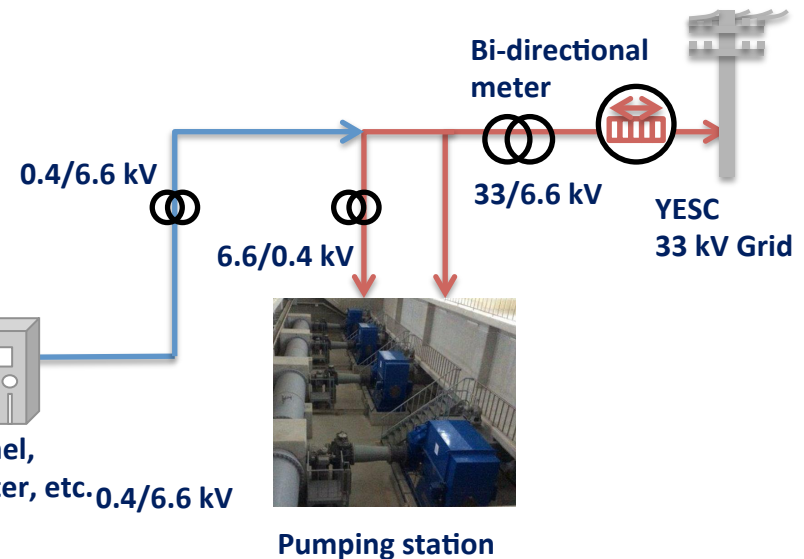 Bi-directional
meter
0.4/6.6 kV
33/6.6 kV
YESC
33 kV Grid
6.6/0.4 kV
etc.
0.4/6.6 kV
Pumping station